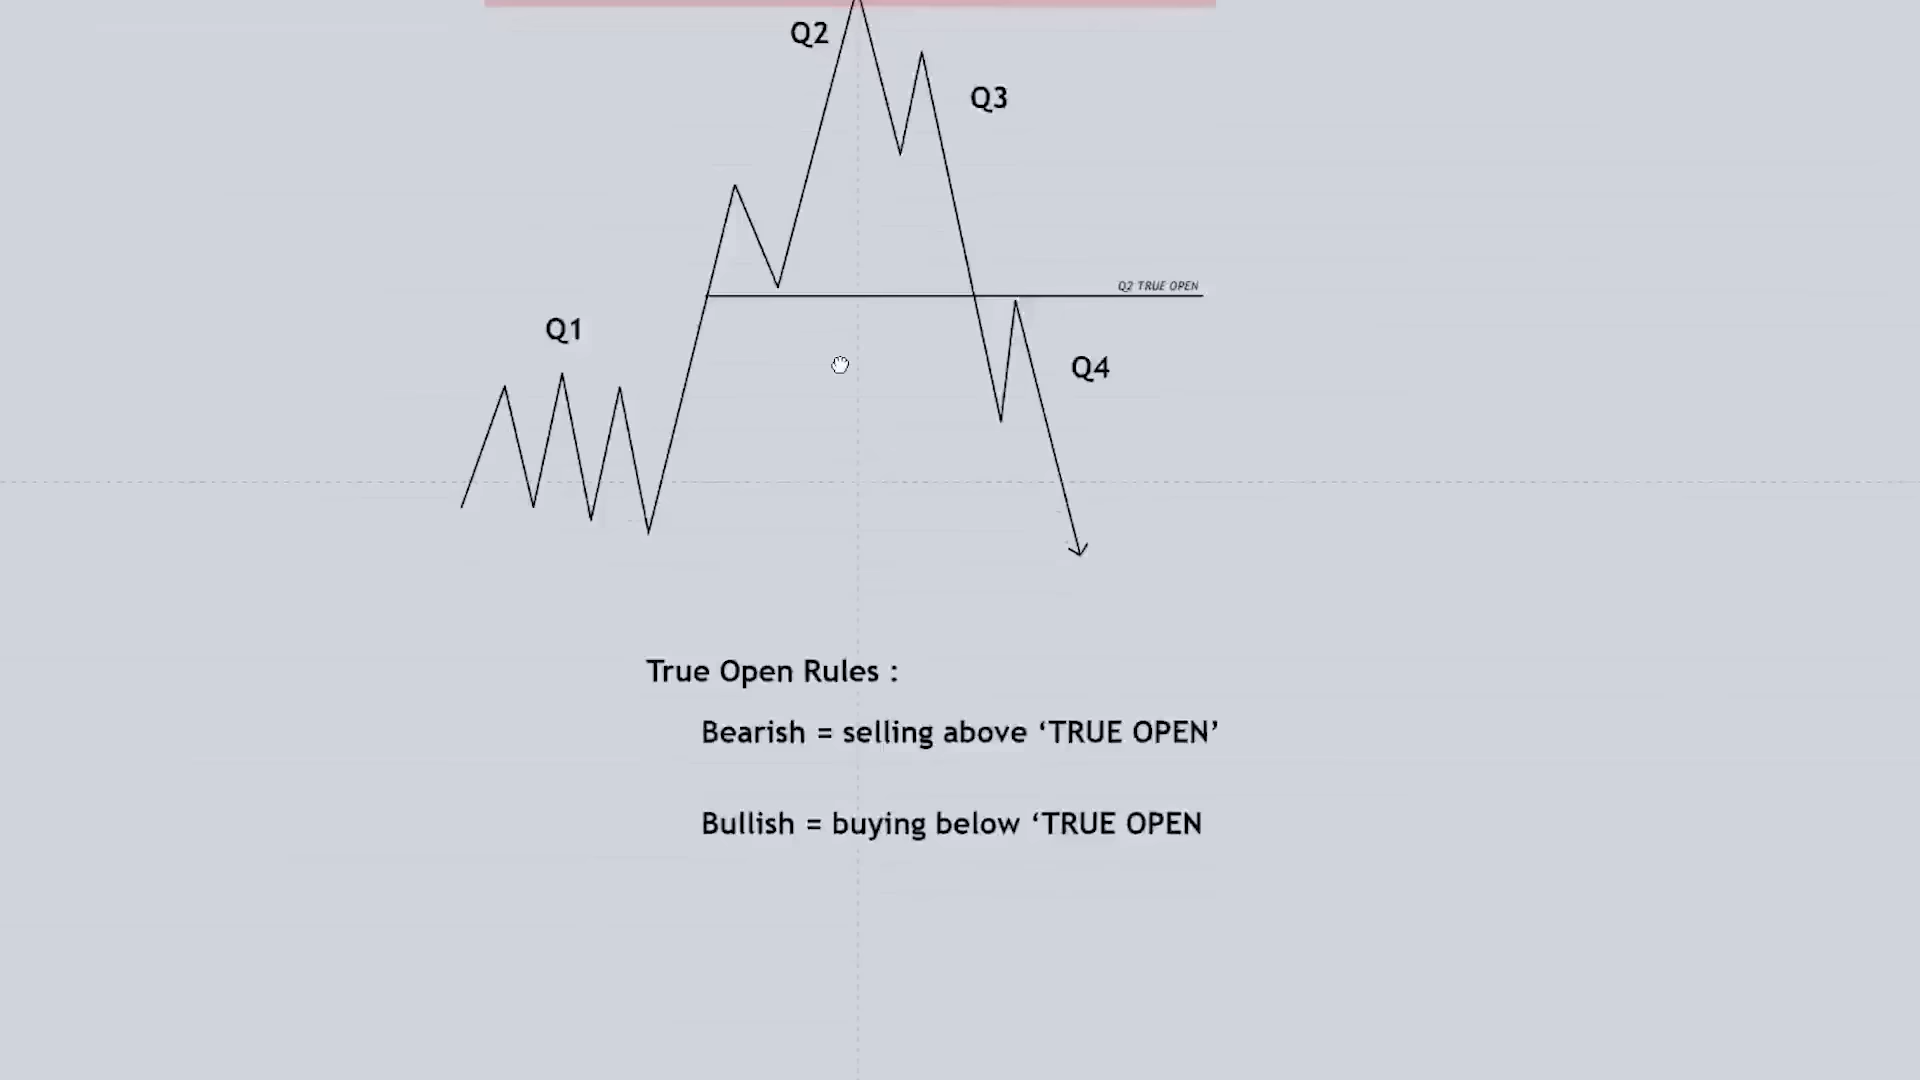 Q2
Q3
Q2 TRUE OPEN
Q1
Q4
True Open Rules :
Bearish = selling above ‘TRUE OPEN’
Bullish = buying below ‘TRUE OPEN